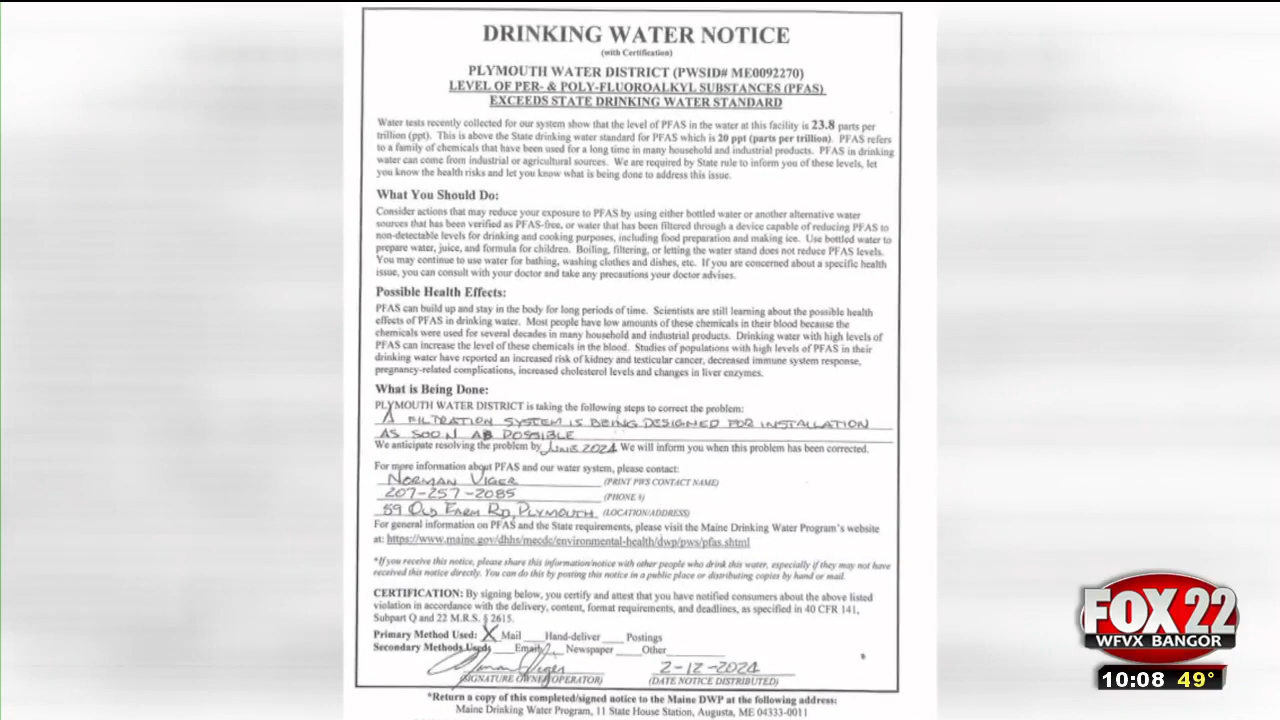 DRINKING WATER NOTICE
(with Certification)
PLYMOUTH WATER DISTRICT (PWSID# ME0092270)
LEVEL OF PER- & POLY-FLUOROALKYL SUBSTANCES (PFAS)
EXCEEDS STATE DRINKING WATER STANDARD
Water tests recently collected for our system show that the level of PFAS in the water at this facility is 23.8 parts per
trillion (ppt). This is above the State drinking water standard for PFAS which is 20 ppt (parts per trillion). PFAS refers
to a family of chemicals that have been used for a long time in many household and industrial products. PFAS in drinking
water can come from industrial or agricultural sources. We are required by State rule to inform you of these levels, let
you know the health risks and let you know what is being done to address this issue.
What You Should Do:
Consider actions that may reduce your exposure to PFAS by using either bottled water or another alternative water
sources that has been verified as PFAS-free, or water that has been filtered through a device capable of reducing PFAS to
non-detectable levels for drinking and cooking purposes, including food preparation and making ice. Use bottled water to
prepare water, juice, and formula for children. Boiling, filtering, or letting the water stand does not reduce PFAS levels.
You may continue to use water for bathing, washing clothes and dishes, etc. If you are concerned about a specific health
issue, you can consult with your doctor and take any precautions your doctor advises.
Possible Health Effects:
PFAS can build up and stay in the body for long periods of time. Scientists are still learning about the possible health
effects of PFAS in drinking water. Most people have low amounts of these chemicals in their blood because the
chemicals were used for several decades in many household and industrial products. Drinking water with high levels of
PFAS can increase the level of these chemicals in the blood. Studies of populations with high levels of PFAS in their
drinking water have reported an increased risk of kidney and testicular cancer, decreased immune system response,
pregnancy-related complications, increased cholesterol levels and changes in liver enzymes.
What is Being Done:
PLYMOUTH WATER DISTRICT is taking the following steps to correct the problem:
A FILTRATION SYSTEM IS BEING DESIGNED FOR INSTALLATION
AS SOON AS POSSIBLE
We anticipate resolving the problem by JUNE 2024. We will inform you when this problem has been corrected.
For more information about PFAS and our water system, please contact:
NORMAN VIGER (PRINT PWS CONTACT NAME)
207-257-2085 (PHONE #)
59 OLD FARM RD, PLYMOUTH (LOCATION/ADDRESS)
For general information on PFAS and the State requirements, please visit the Maine Drinking Water Program's website
at: https://www.maine.gov/dhhs/mecdc/environmental-health/dwp/pws/pfas.shtml
*If you receive this notice, please share this information/notice with other people who drink this water, especially if they may not have
received this notice directly. You can do this by posting this notice in a public place or distributing copies by hand or mail.
CERTIFICATION: By signing below, you certify and attest that you have notified consumers about the above listed
violation in accordance with the delivery, content, format requirements, and deadlines, as specified in 40 CFR 141,
Subpart Q and 22 M.R.S. § 2615.
Primary Method Used: X Mail ___Hand-deliver ___ Postings
Secondary Methods Used: ___Email ___ Newspaper ___Other___
Norman Viger 2-12-2024
(SIGNATURE OWNER/OPERATOR) (DATE NOTICE DISTRIBUTED)
*Return a copy of this completed/signed notice to the Maine DWP at the following address:
Maine Drinking Water Program, 11 State House Station, Augusta, ME 04333-0011
FOX 22
WFVX BANGOR
10:08 49°